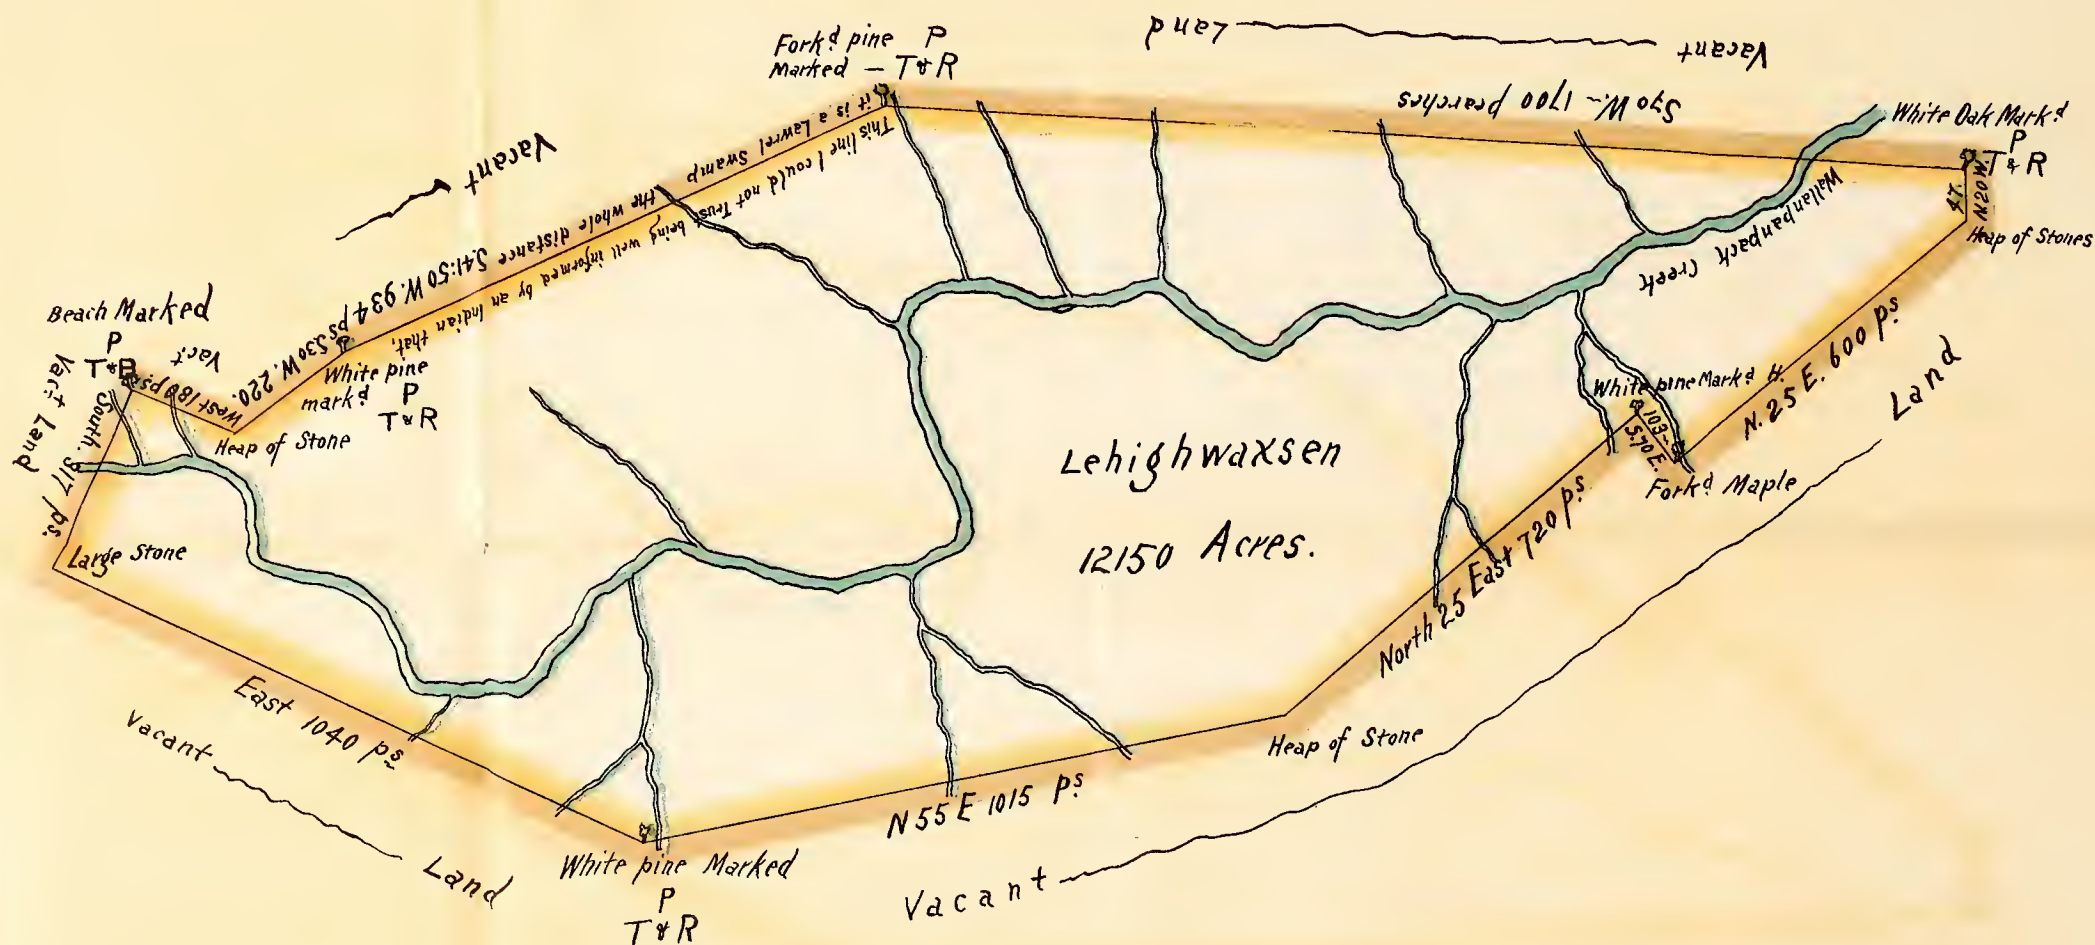 Fork.d pine P
Marked — T & R
Vacant Land
S70 W. — 1700 pearches
White Oak Mark.d
P
T & R
47.
N 20 W.
Heap of Stones
Wallanpanpach Creek
Vacant
This line I could not Trust being well informed by an Indian that,
it is a Lawrel Swamp the whole distance S.41:50 W. 934 ps
S30 W. 220.
West 180 ps
Vac.t
Beach Marked
P
T & B
Vac.t Land
South. 317 ps.
Heap of Stone
White pine
mark.d P
T & R
Large Stone
Lehighwaxsen
12150 Acres.
White pine Mark.d H.
103
S.70 E.
Fork.d Maple
N. 25 E. 600 Ps
North 25 East 720 Ps
Heap of Stone
N 55 E 1015 Ps
East 1040 Ps
White pine Marked
P
T & R
Vacant Land
Vacant Land